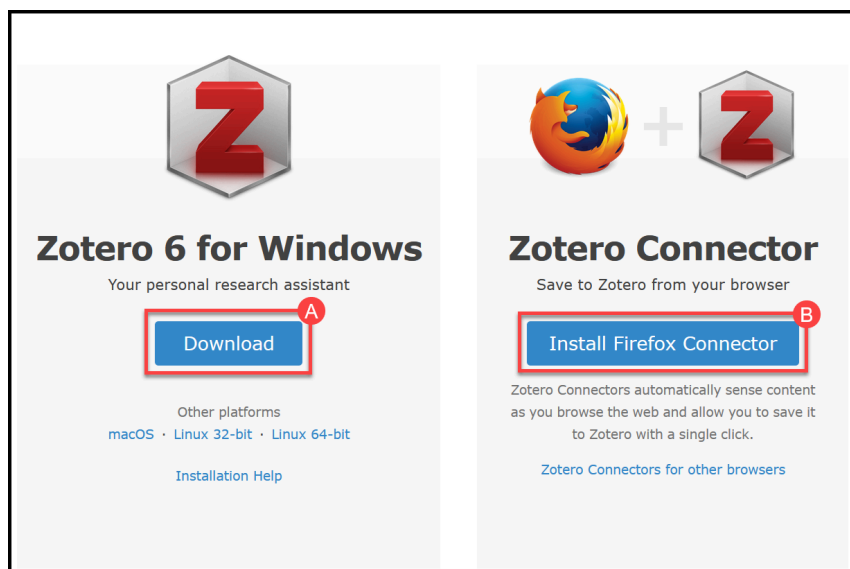 Z
Zotero 6 for Windows
Your personal research assistant
A
Download
Other platforms
macOS · Linux 32-bit · Linux 64-bit
Installation Help
+ Z
Zotero Connector
Save to Zotero from your browser
B
Install Firefox Connector
Zotero Connectors automatically sense content
as you browse the web and allow you to save it
to Zotero with a single click.
Zotero Connectors for other browsers